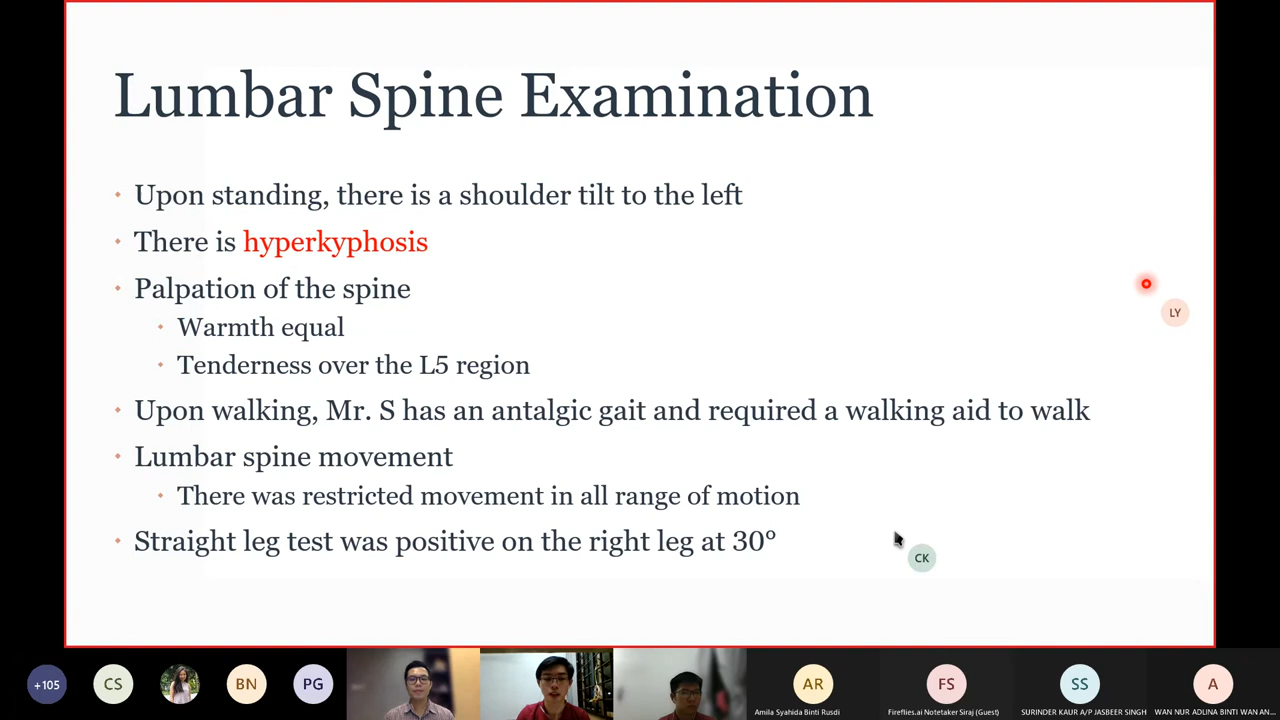 Lumbar Spine Examination
Upon standing, there is a shoulder tilt to the left
There is hyperkyphosis
Palpation of the spine
Warmth equal
Tenderness over the L5 region
Upon walking, Mr. S has an antalgic gait and required a walking aid to walk
Lumbar spine movement
There was restricted movement in all range of motion
Straight leg test was positive on the right leg at 30°
LY
CK
+105
CS
BN
PG
AR
FS
SS
A
Amila Syahida Binti Rusdi
Fireflies.ai Notetaker Siraj (Guest)
SURINDER KAUR A/P JASBEER SINGH
WAN NUR ADLINA BINTI WAN AN...